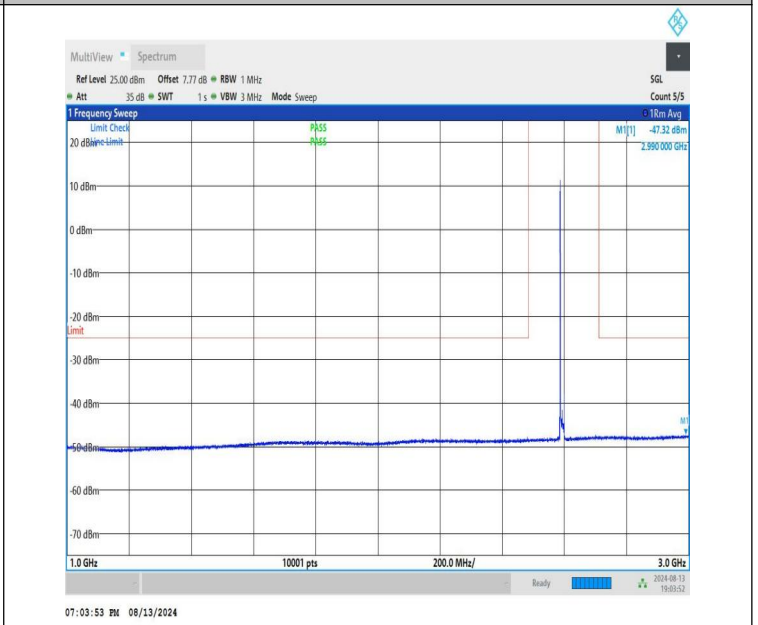 R S
MultiView Spectrum
Ref Level 25.00 dBm Offset 7.77 dB RBW 1 MHz SGL
Att 35 dB SWT 1 s VBW 3 MHz Mode Sweep Count 5/5
1 Frequency Sweep 1Rm Avg
Limit Check PASS M1[1] -47.32 dBm
20 dBm Line Limit PASS 2.990 000 GHz
10 dBm
0 dBm
-10 dBm
-20 dBm
Limit
-30 dBm
-40 dBm
M1
-50 dBm
-60 dBm
-70 dBm
1.0 GHz 10001 pts 200.0 MHz/ 3.0 GHz
Ready 2024-08-13
19:03:52
07:03:53 PM 08/13/2024